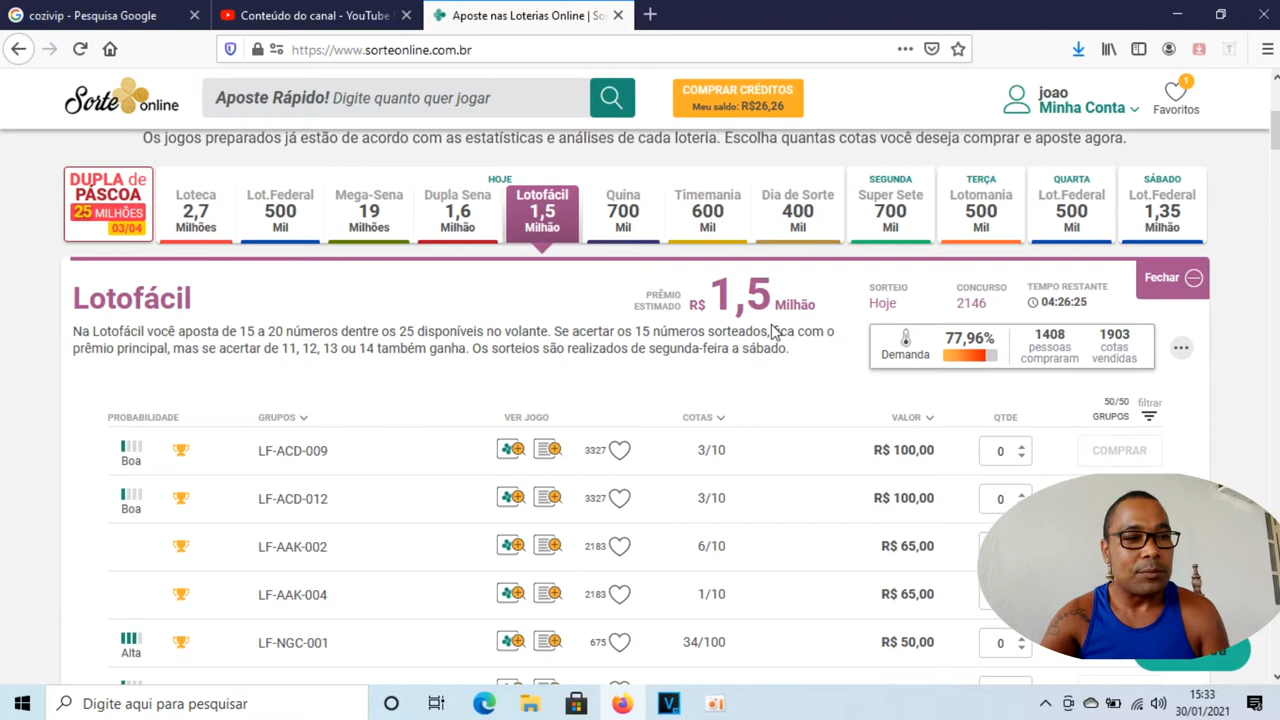 cozivip - Pesquisa Google
Conteúdo do canal - YouTube
Aposte nas Loterias Online | So
https://www.sorteonline.com.br
Sorte online
Aposte Rápido! Digite quanto quer jogar
COMPRAR CRÉDITOS
Meu saldo: R$26,26
joao
Minha Conta
1
Favoritos
Os jogos preparados já estão de acordo com as estatísticas e análises de cada loteria. Escolha quantas cotas você deseja comprar e aposte agora.
DUPLA de
PÁSCOA
25 MILHÕES
03/04
HOJE
Loteca
2,7
Milhões
Lot.Federal
500
Mil
Mega-Sena
19
Milhões
Dupla Sena
1,6
Milhão
Lotofácil
1,5
Milhão
Quina
700
Mil
Timemania
600
Mil
Dia de Sorte
400
Mil
SEGUNDA
Super Sete
700
Mil
TERÇA
Lotomania
500
Mil
QUARTA
Lot.Federal
500
Mil
SÁBADO
Lot.Federal
1,35
Milhão
Fechar
Lotofácil
PRÊMIO
ESTIMADO
R$ 1,5 Milhão
SORTEIO
Hoje
CONCURSO
2146
TEMPO RESTANTE
04:26:25
Na Lotofácil você aposta de 15 a 20 números dentre os 25 disponíveis no volante. Se acertar os 15 números sorteados, fica com o
prêmio principal, mas se acertar de 11, 12, 13 ou 14 também ganha. Os sorteios são realizados de segunda-feira a sábado.
Demanda
77,96%
1408
pessoas
compraram
1903
cotas
vendidas
PROBABILIDADE GRUPOS VER JOGO COTAS VALOR QTDE
50/50
GRUPOS
filtrar
Boa LF-ACD-009 3327 3/10 R$ 100,00 0 COMPRAR
Boa LF-ACD-012 3327 3/10 R$ 100,00 0
LF-AAK-002 2183 6/10 R$ 65,00
LF-AAK-004 2183 1/10 R$ 65,00
Alta LF-NGC-001 675 34/100 R$ 50,00 0
Digite aqui para pesquisar
15:33
30/01/2021